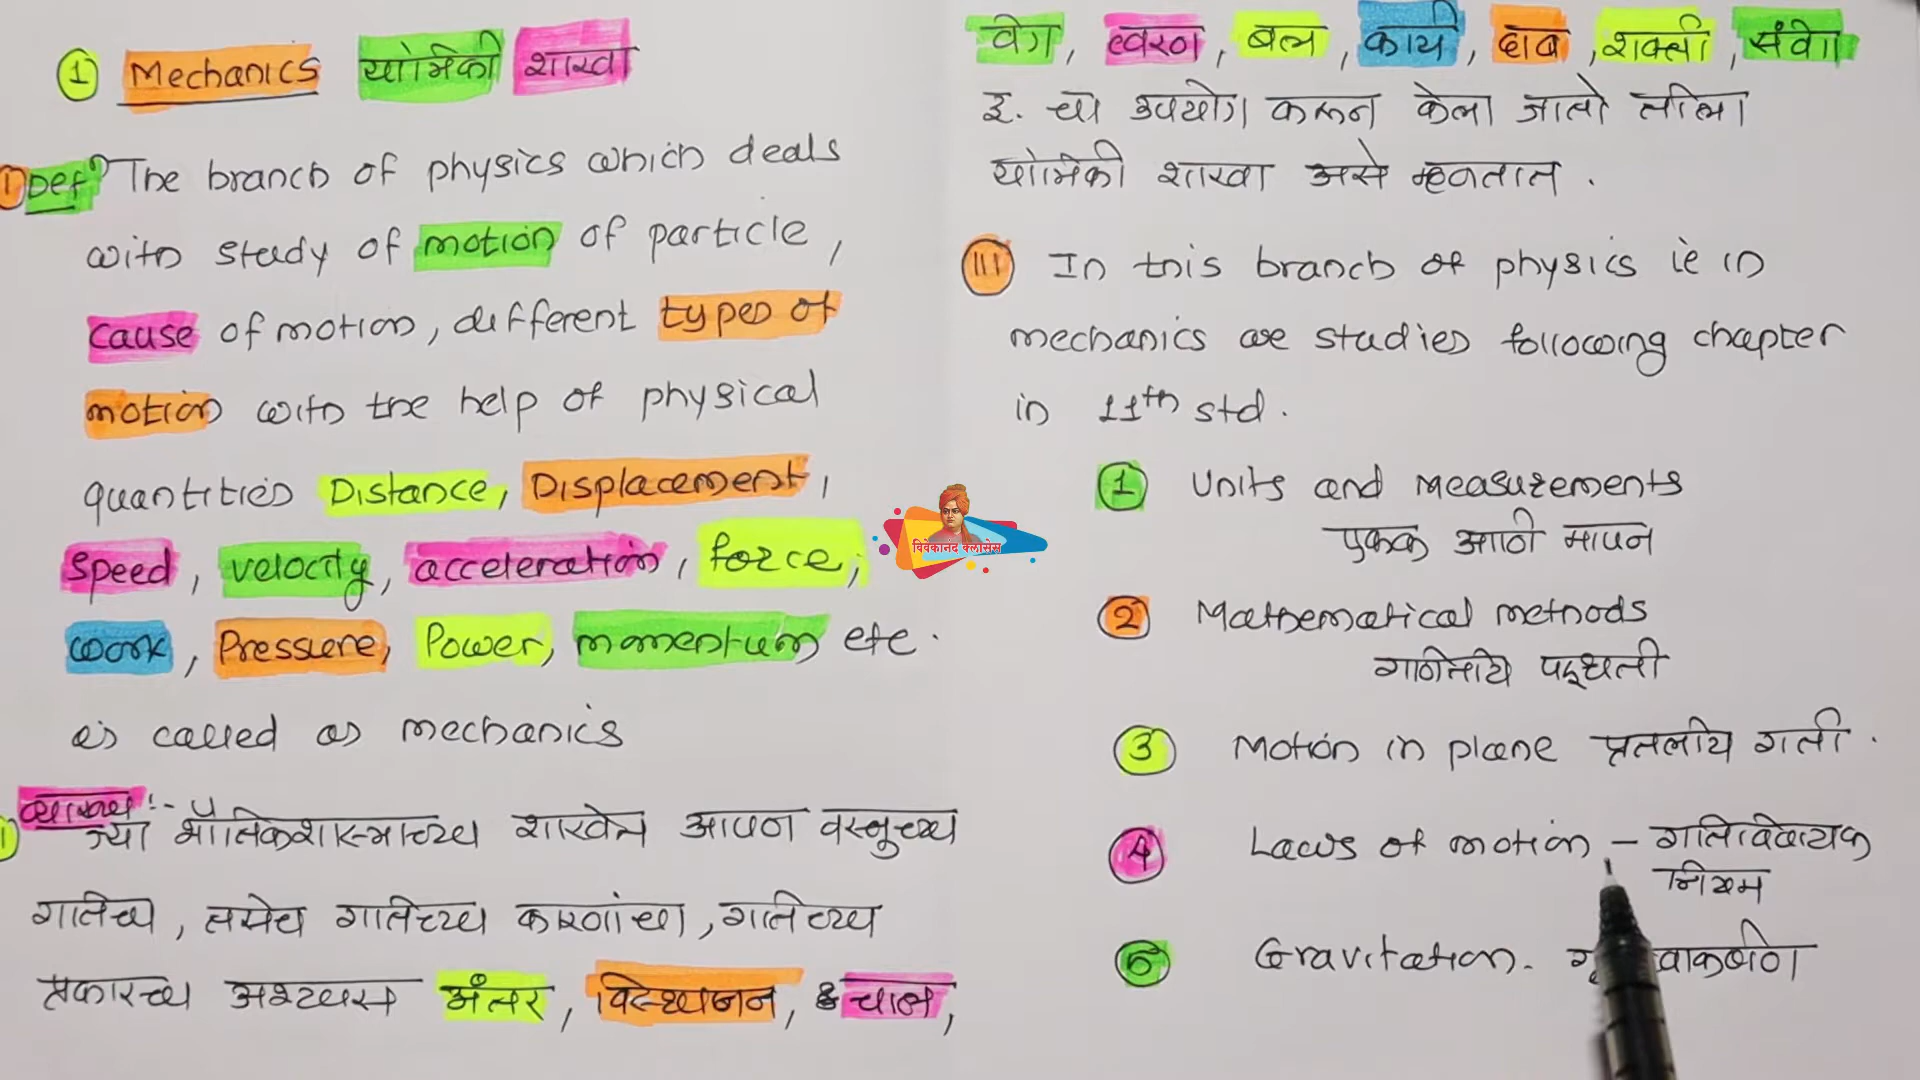 1 Mechanics यांत्रिकी शाखा
I Defⁿ The branch of physics which deals
with study of motion of particle,
cause of motion, different types of
motion with the help of physical
quantities Distance, Displacement,
speed, velocity, acceleration, force,
work, Pressure, Power, momentum etc.
is called as mechanics
व्याख्या :-
ज्या भौतिकशास्त्राच्या शाखेत आपण वस्तूच्या
गतीचा, तसेच गतीच्या कारणांचा, गतीच्या
प्रकारचा अभ्यास अंतर, विस्थापन, चाल,
वेग, त्वरण, बल, कार्य, दाब, शक्ती, संवेग
इ. चा उपयोग करून केला जातो तीला
यांत्रिकी शाखा असे म्हणतात.
III In this branch of physics ie in
mechanics we studies following chapter
in 11th std.
1 Units and measurements
एकक आणी मापन
2 Mathematical methods
गणितीय पद्धती
3 Motion in plane प्रतलीय गती.
4 Laws of motion – गतिविषयक
नियम
5 Gravitation.
विवेकानंद क्लासेस